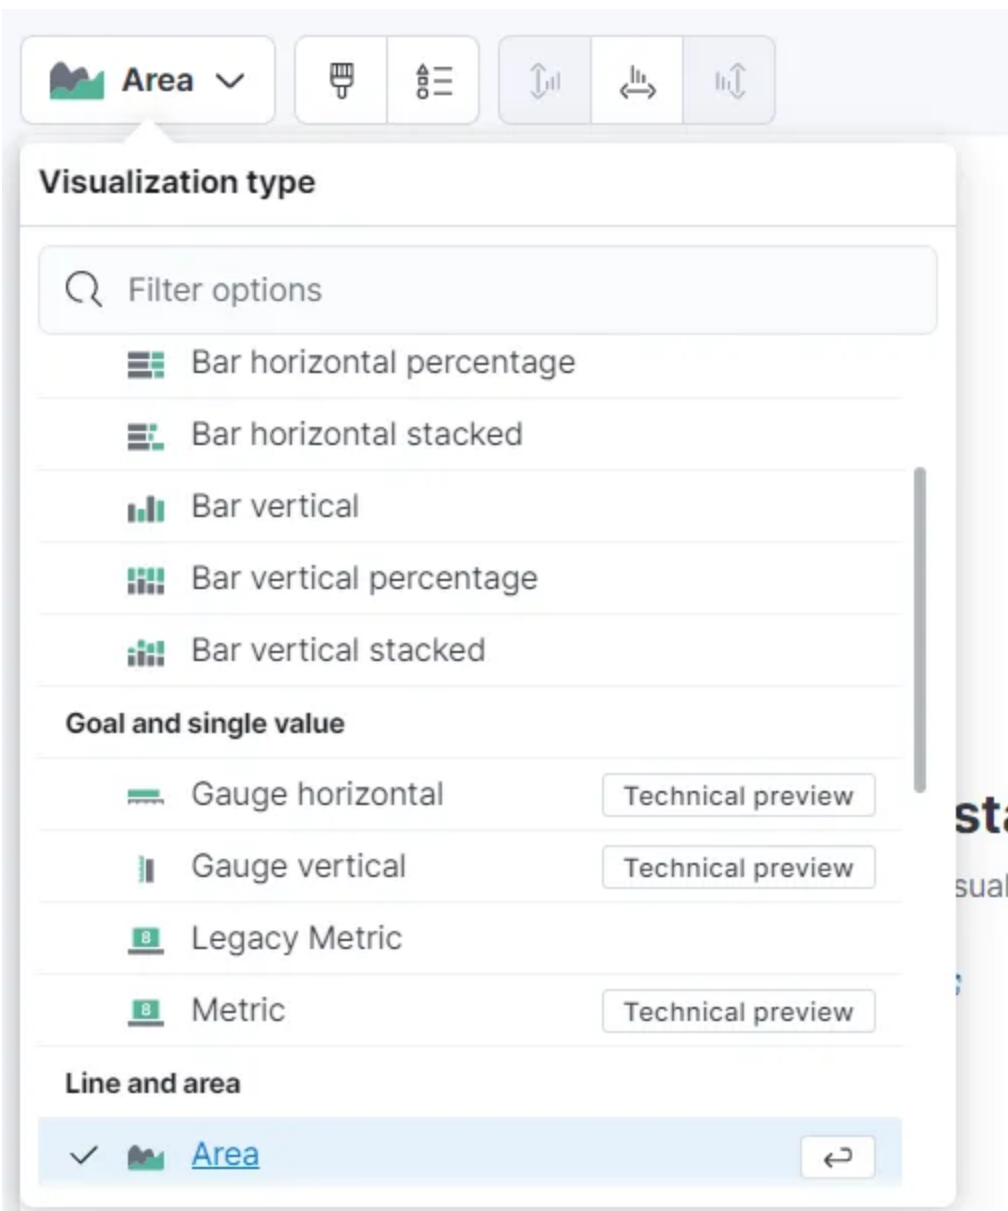 Area
Visualization type
Filter options
Bar horizontal percentage
Bar horizontal stacked
Bar vertical
Bar vertical percentage
Bar vertical stacked
Goal and single value
Gauge horizontal Technical preview
Gauge vertical Technical preview
Legacy Metric
Metric Technical preview
Line and area
Area